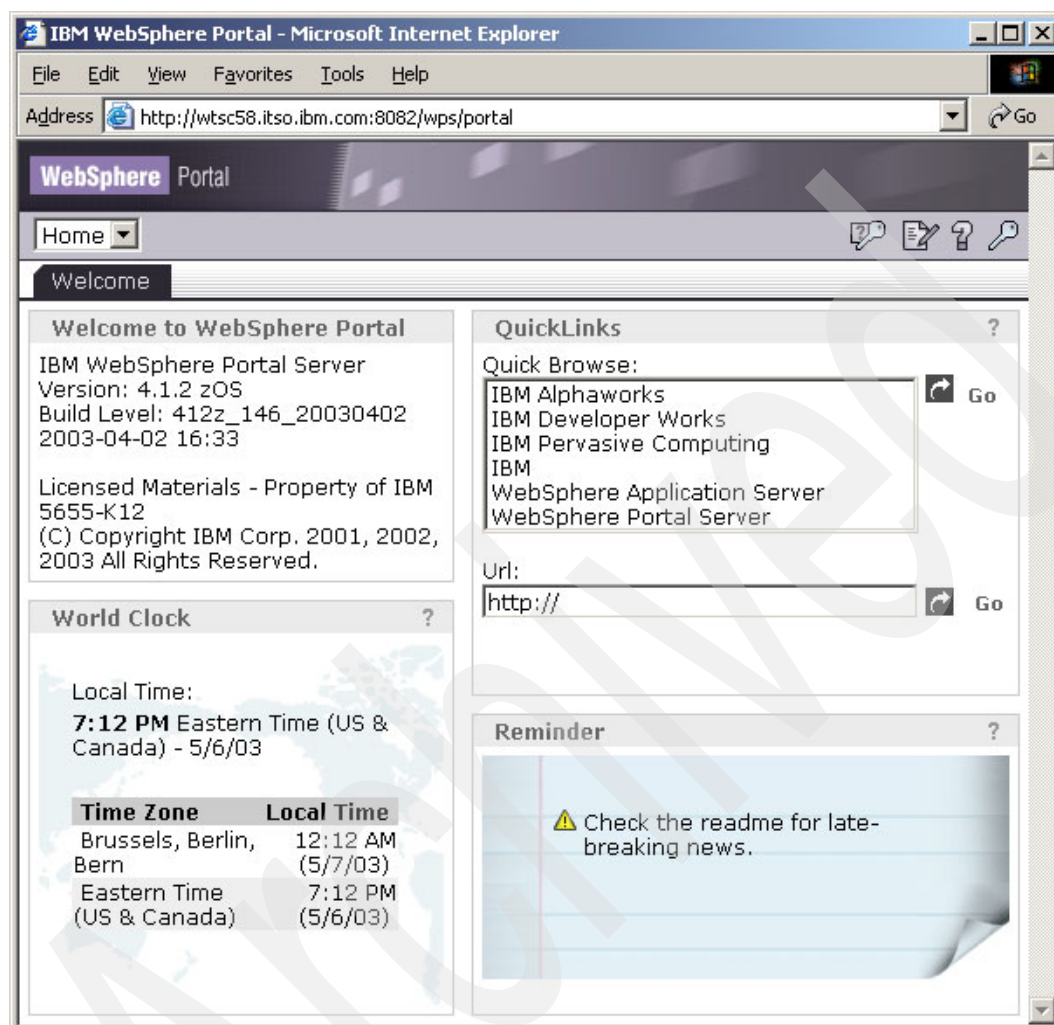 IBM WebSphere Portal - Microsoft Internet Explorer
File Edit View Favorites Tools Help
Address http://wtsc58.itso.ibm.com:8082/wps/portal Go
WebSphere Portal
Home
Welcome
Welcome to WebSphere Portal
IBM WebSphere Portal Server
Version: 4.1.2 zOS
Build Level: 412z_146_20030402
2003-04-02 16:33
Licensed Materials - Property of IBM
5655-K12
(C) Copyright IBM Corp. 2001, 2002,
2003 All Rights Reserved.
World Clock ?
Local Time:
7:12 PM Eastern Time (US &
Canada) - 5/6/03
Time Zone Local Time
Brussels, Berlin, 12:12 AM
Bern (5/7/03)
Eastern Time 7:12 PM
(US & Canada) (5/6/03)
QuickLinks ?
Quick Browse:
IBM Alphaworks
IBM Developer Works
IBM Pervasive Computing
IBM
WebSphere Application Server
WebSphere Portal Server
Go
Url:
http:// Go
Reminder ?
Check the readme for late-
breaking news.
Archived